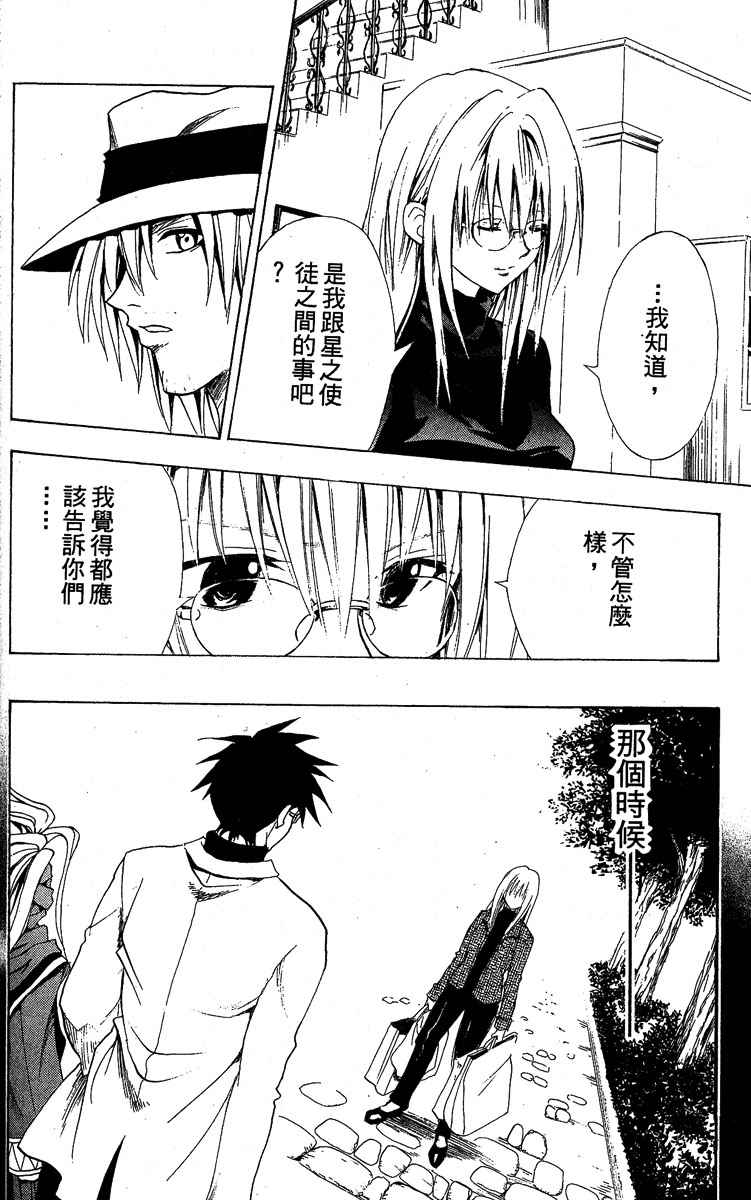 …我知道，
是我跟星之使
徒之間的事吧
？
不管怎麼
樣，
我覺得都應
該告訴你們
……
那個時候——